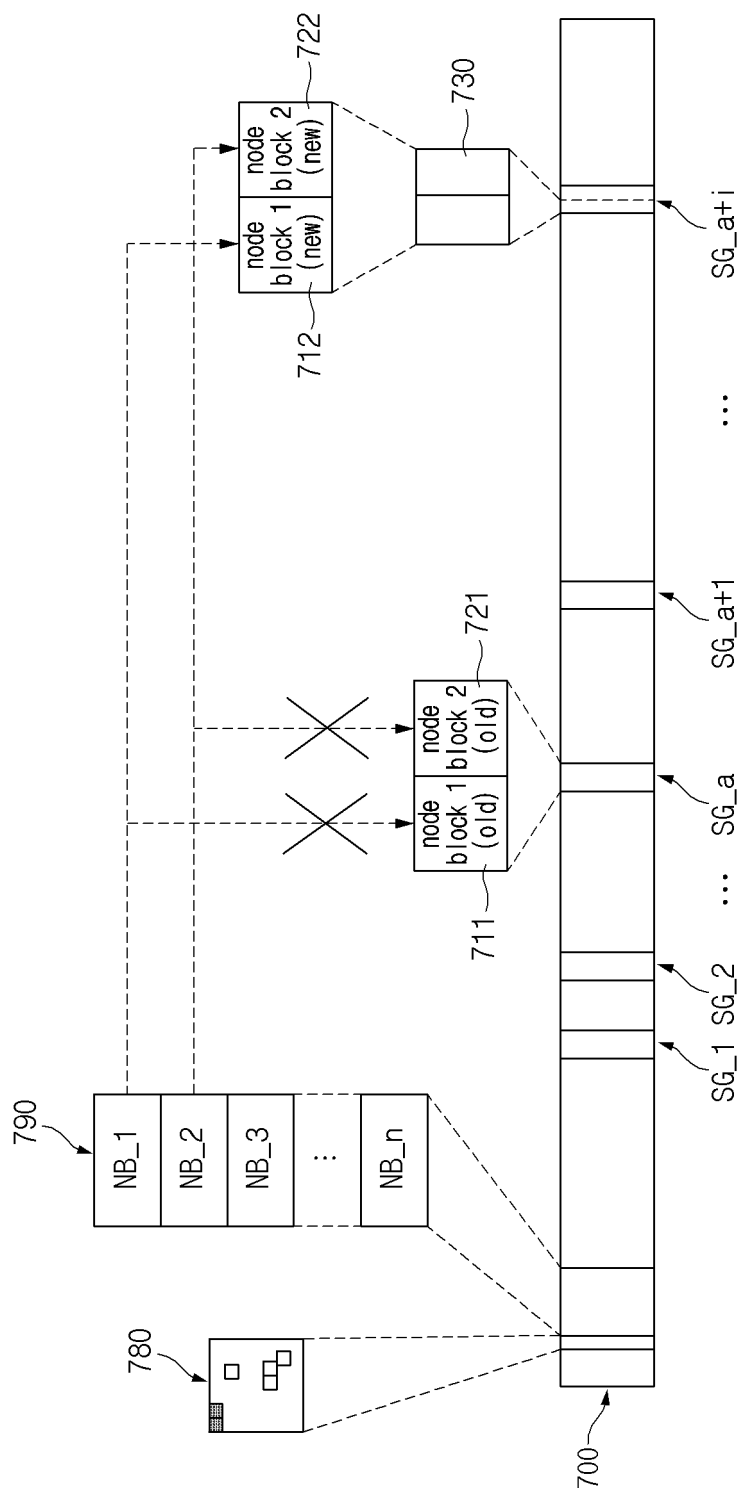 780
790
NB_1
NB_2
NB_3
...
NB_n
node
block 1
(old)
node
block 2
(old)
711
721
node
block 1
(new)
node
block 2
(new)
712
722
730
700
SG_1
SG_2
...
SG_a
SG_a+1
...
SG_a+i